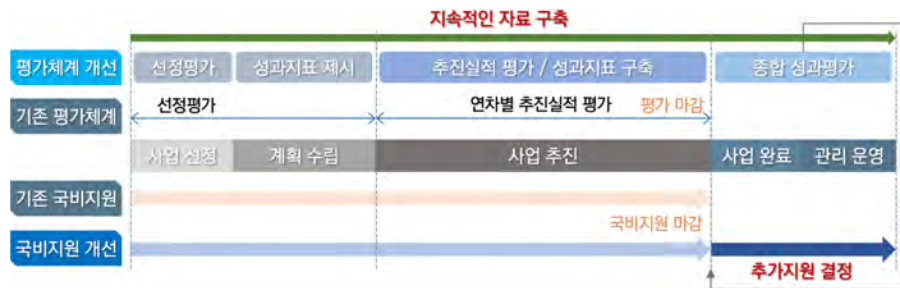 지속적인 자료 구축
평가체계 개선 선정평가 성과지표 제시 추진실적 평가 / 성과지표 구축 종합 성과평가
기존 평가체계 선정평가 연차별 추진실적 평가 평가 마감
사업 선정 계획 수립 사업 추진 사업 완료 관리 운영
기존 국비지원
국비지원 마감
국비지원 개선
추가지원 결정